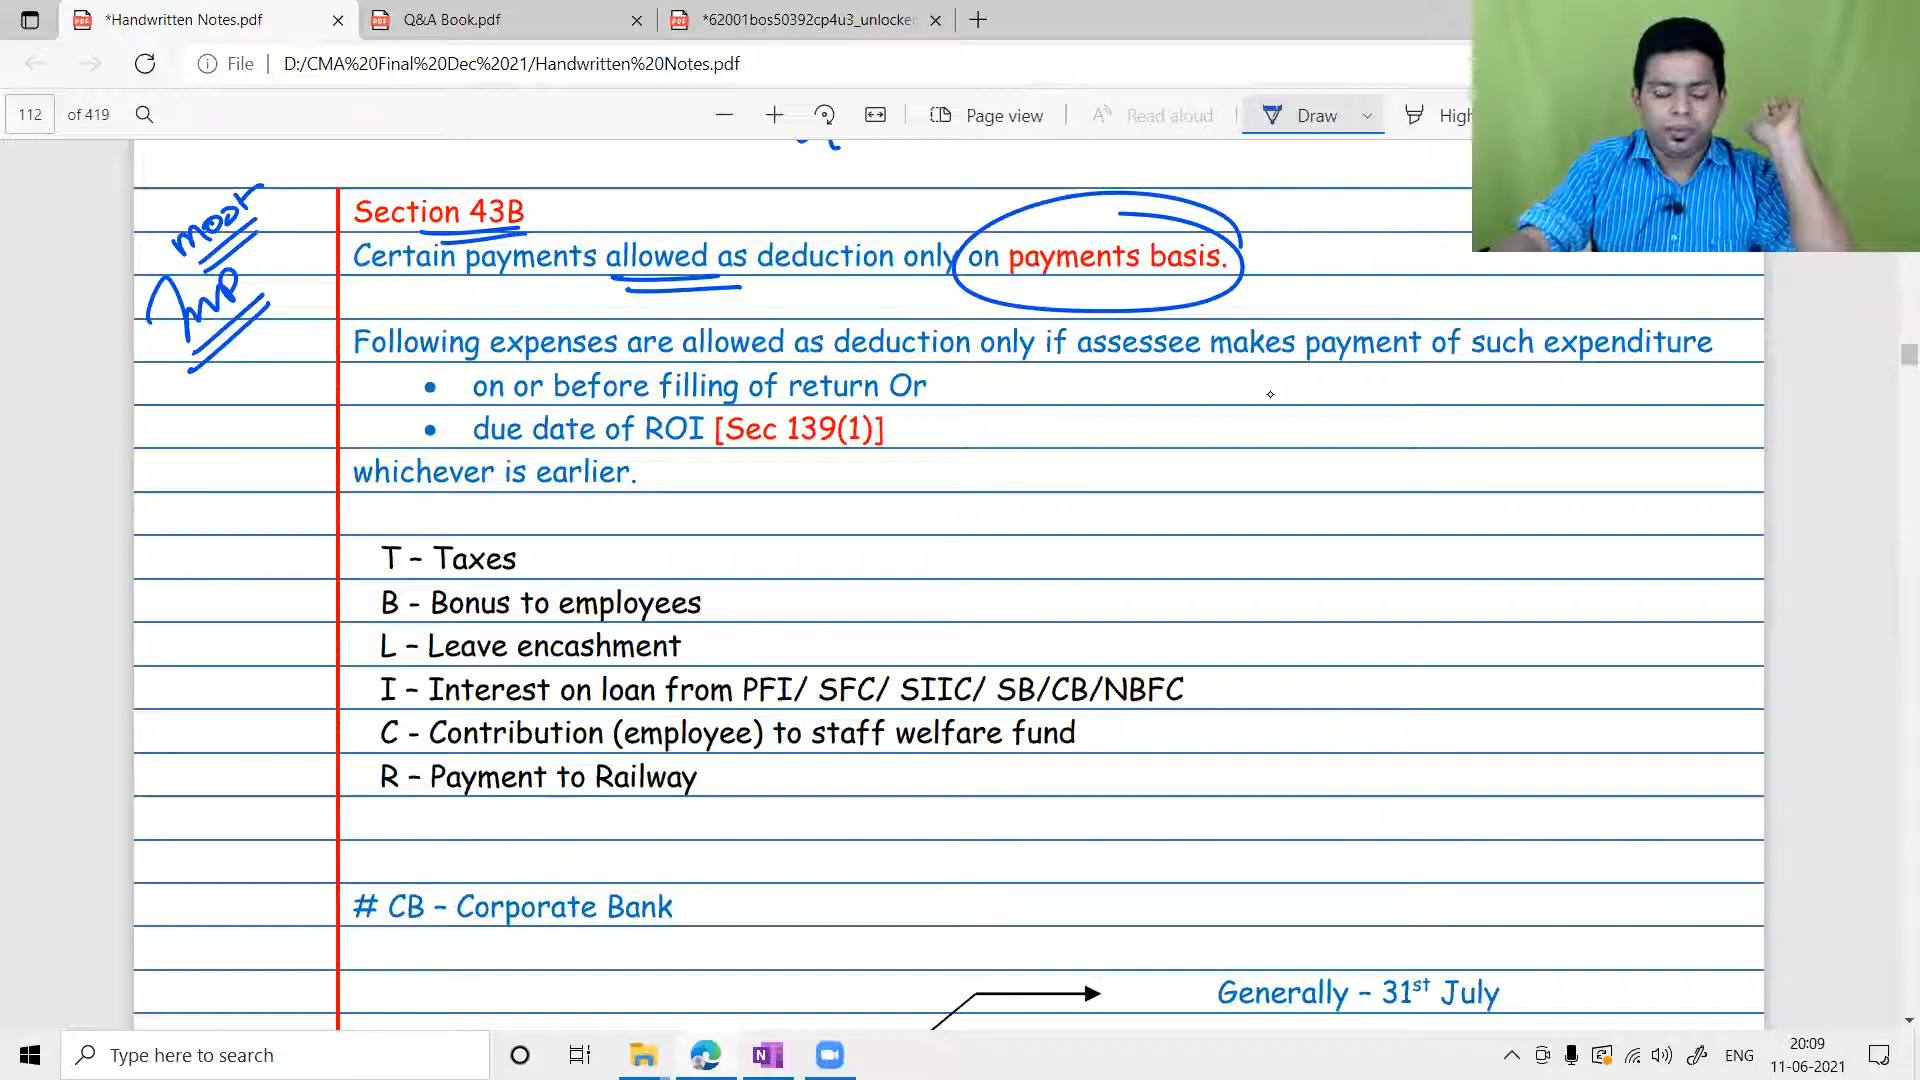 *Handwritten Notes.pdf
Q&A Book.pdf
*62001bos50392cp4u3_unlocke
File
D:/CMA%20Final%20Dec%2021/Handwritten%20Notes.pdf
112 of 419
Page view
Read aloud
Draw
High
most
Imp
Section 43B
Certain payments allowed as deduction only on payments basis.
Following expenses are allowed as deduction only if assessee makes payment of such expenditure
• on or before filling of return Or
• due date of ROI [Sec 139(1)]
whichever is earlier.
T – Taxes
B - Bonus to employees
L – Leave encashment
I – Interest on loan from PFI/ SFC/ SIIC/ SB/CB/NBFC
C - Contribution (employee) to staff welfare fund
R – Payment to Railway
# CB – Corporate Bank
Generally – 31st July
Type here to search
ENG
20:09
11-06-2021